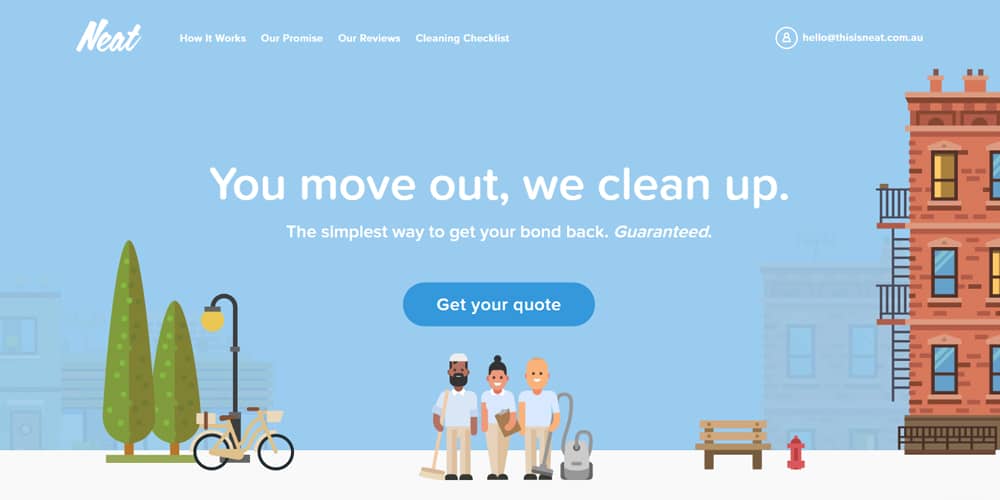 Neat
How It Works
Our Promise
Our Reviews
Cleaning Checklist
hello@thisisneat.com.au
You move out, we clean up.
The simplest way to get your bond back. Guaranteed.
Get your quote